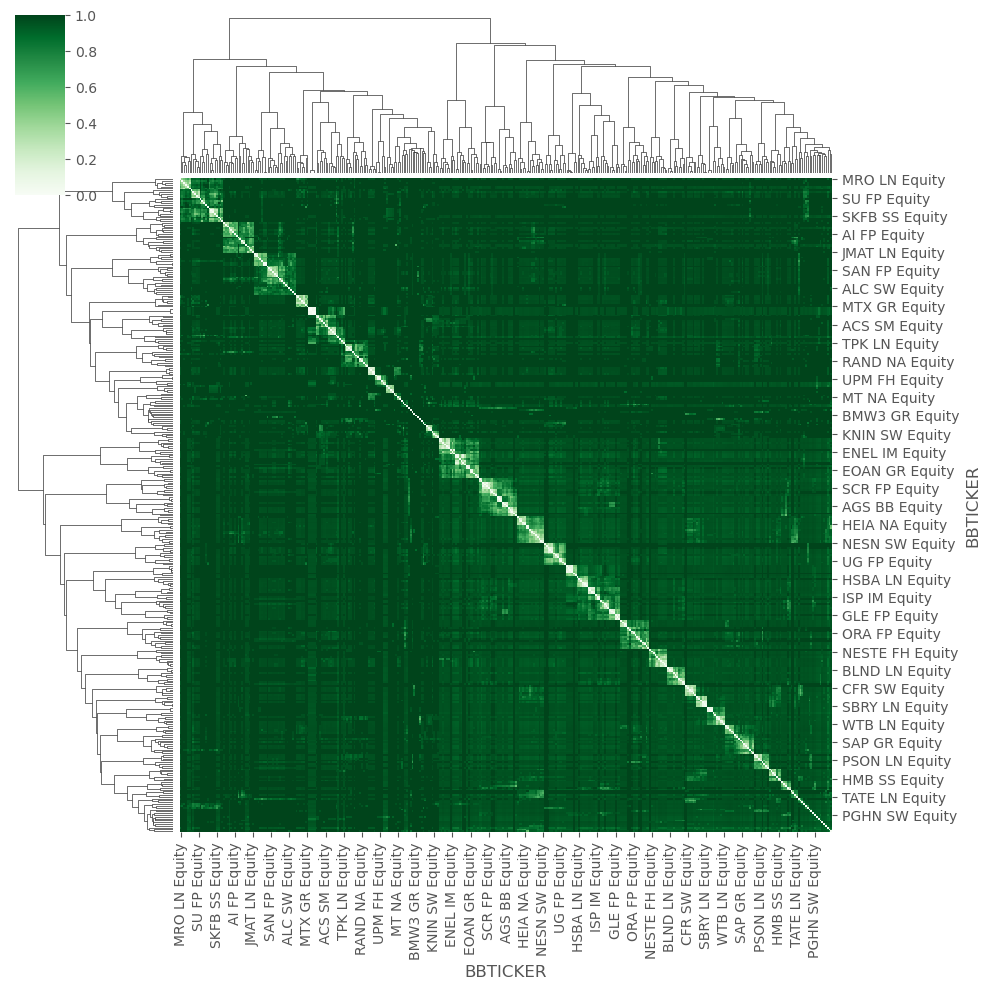 1.0
0.8
0.6
0.4
0.2
0.0
MRO LN Equity
SU FP Equity
SKFB SS Equity
AI FP Equity
JMAT LN Equity
SAN FP Equity
ALC SW Equity
MTX GR Equity
ACS SM Equity
TPK LN Equity
RAND NA Equity
UPM FH Equity
MT NA Equity
BMW3 GR Equity
KNIN SW Equity
ENEL IM Equity
EOAN GR Equity
SCR FP Equity
AGS BB Equity
HEIA NA Equity
NESN SW Equity
UG FP Equity
HSBA LN Equity
ISP IM Equity
GLE FP Equity
ORA FP Equity
NESTE FH Equity
BLND LN Equity
CFR SW Equity
SBRY LN Equity
WTB LN Equity
SAP GR Equity
PSON LN Equity
HMB SS Equity
TATE LN Equity
PGHN SW Equity
BBTICKER
MRO LN Equity
SU FP Equity
SKFB SS Equity
AI FP Equity
JMAT LN Equity
SAN FP Equity
ALC SW Equity
MTX GR Equity
ACS SM Equity
TPK LN Equity
RAND NA Equity
UPM FH Equity
MT NA Equity
BMW3 GR Equity
KNIN SW Equity
ENEL IM Equity
EOAN GR Equity
SCR FP Equity
AGS BB Equity
HEIA NA Equity
NESN SW Equity
UG FP Equity
HSBA LN Equity
ISP IM Equity
GLE FP Equity
ORA FP Equity
NESTE FH Equity
BLND LN Equity
CFR SW Equity
SBRY LN Equity
WTB LN Equity
SAP GR Equity
PSON LN Equity
HMB SS Equity
TATE LN Equity
PGHN SW Equity
BBTICKER